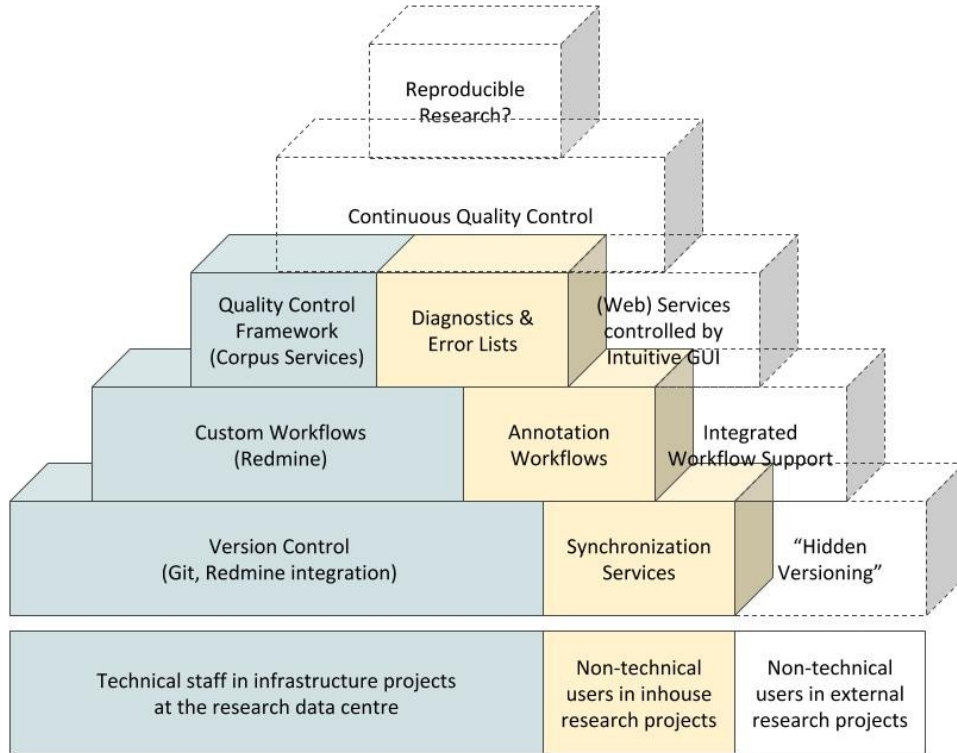 Reproducible
Research?
Continuous Quality Control
Quality Control
Framework
(Corpus Services)
Diagnostics &
Error Lists
(Web) Services
controlled by
Intuitive GUI
Custom Workflows
(Redmine)
Annotation
Workflows
Integrated
Workflow Support
Version Control
(Git, Redmine integration)
Synchronization
Services
“Hidden
Versioning”
Technical staff in infrastructure projects
at the research data centre
Non-technical
users in inhouse
research projects
Non-technical
users in external
research projects